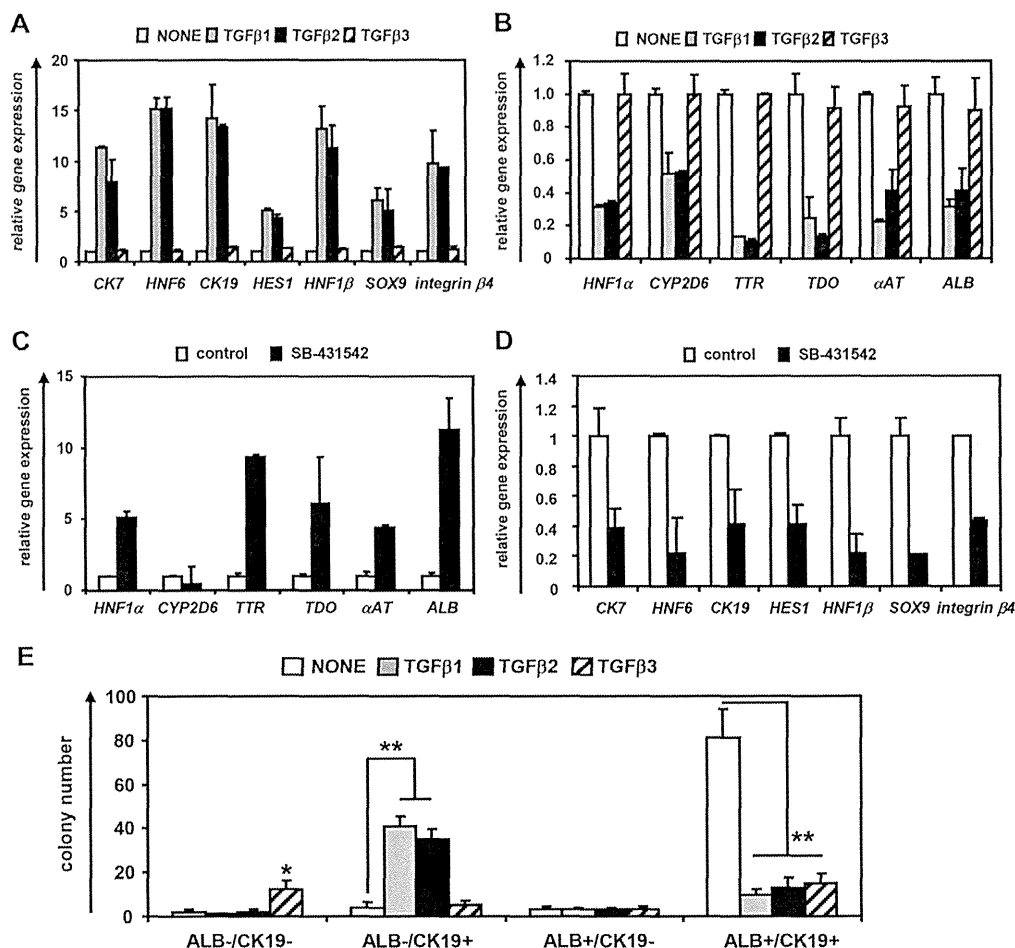 A
NONE TGFβ1 TGFβ2 TGFβ3
relative gene expression
20
15
10
5
0
CK7 HNF6 CK19 HES1 HNF1β SOX9 integrin β4
B
NONE TGFβ1 TGFβ2 TGFβ3
relative gene expression
1.2
1.0
0.8
0.6
0.4
0.2
0
HNF1α CYP2D6 TTR TDO αAT ALB
C
control SB-431542
relative gene expression
15
10
5
0
HNF1α CYP2D6 TTR TDO αAT ALB
D
control SB-431542
relative gene expression
1.4
1.2
1
0.8
0.6
0.4
0.2
0
CK7 HNF6 CK19 HES1 HNF1β SOX9 integrin β4
E
NONE TGFβ1 TGFβ2 TGFβ3
colony number
100
80
60
40
20
0
*
**
**
ALB-/CK19- ALB-/CK19+ ALB+/CK19- ALB+/CK19+